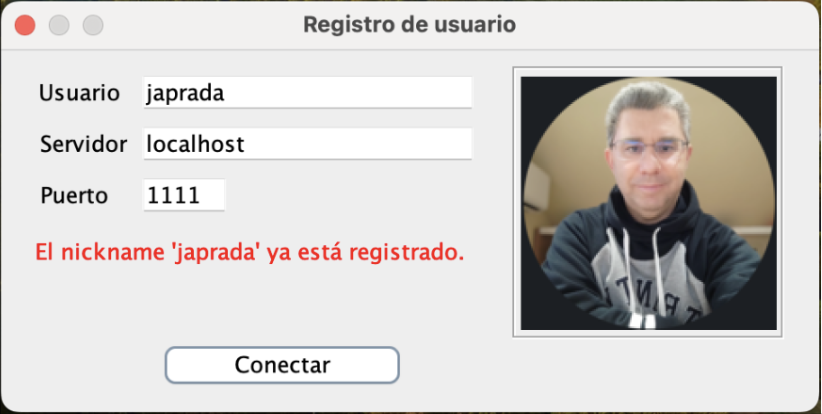 Registro de usuario
Usuario japrada
Servidor localhost
Puerto 1111
El nickname 'japrada' ya está registrado.
Conectar